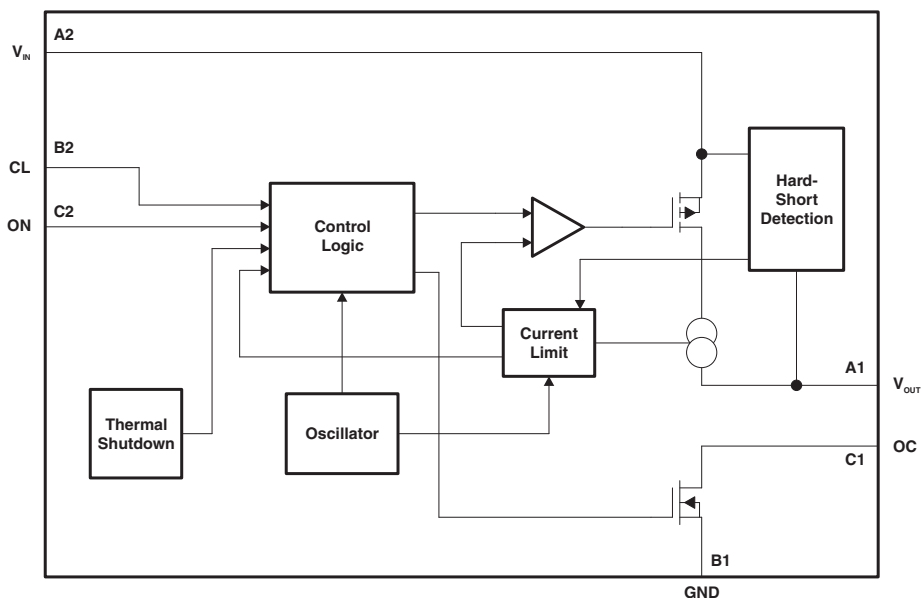 A2
V_IN
B2
CL
C2
ON
Control
Logic
Hard-
Short
Detection
Current
Limit
A1
V_OUT
Thermal
Shutdown
Oscillator
C1
OC
B1
GND